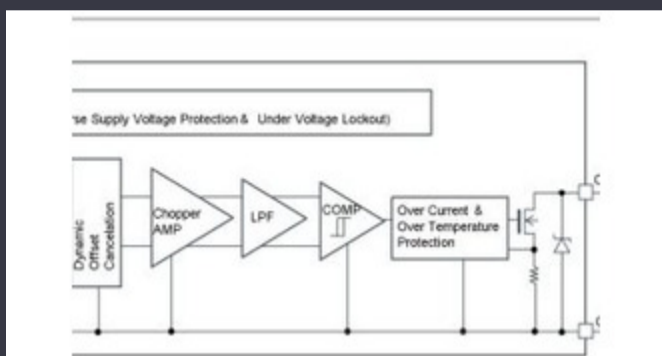 se Supply Voltage Protection & Under Voltage Lockout)
Dynamic
Offset
Cancelation
Chopper
AMP
LPF
COMP
Over Current &
Over Temperature
Protection